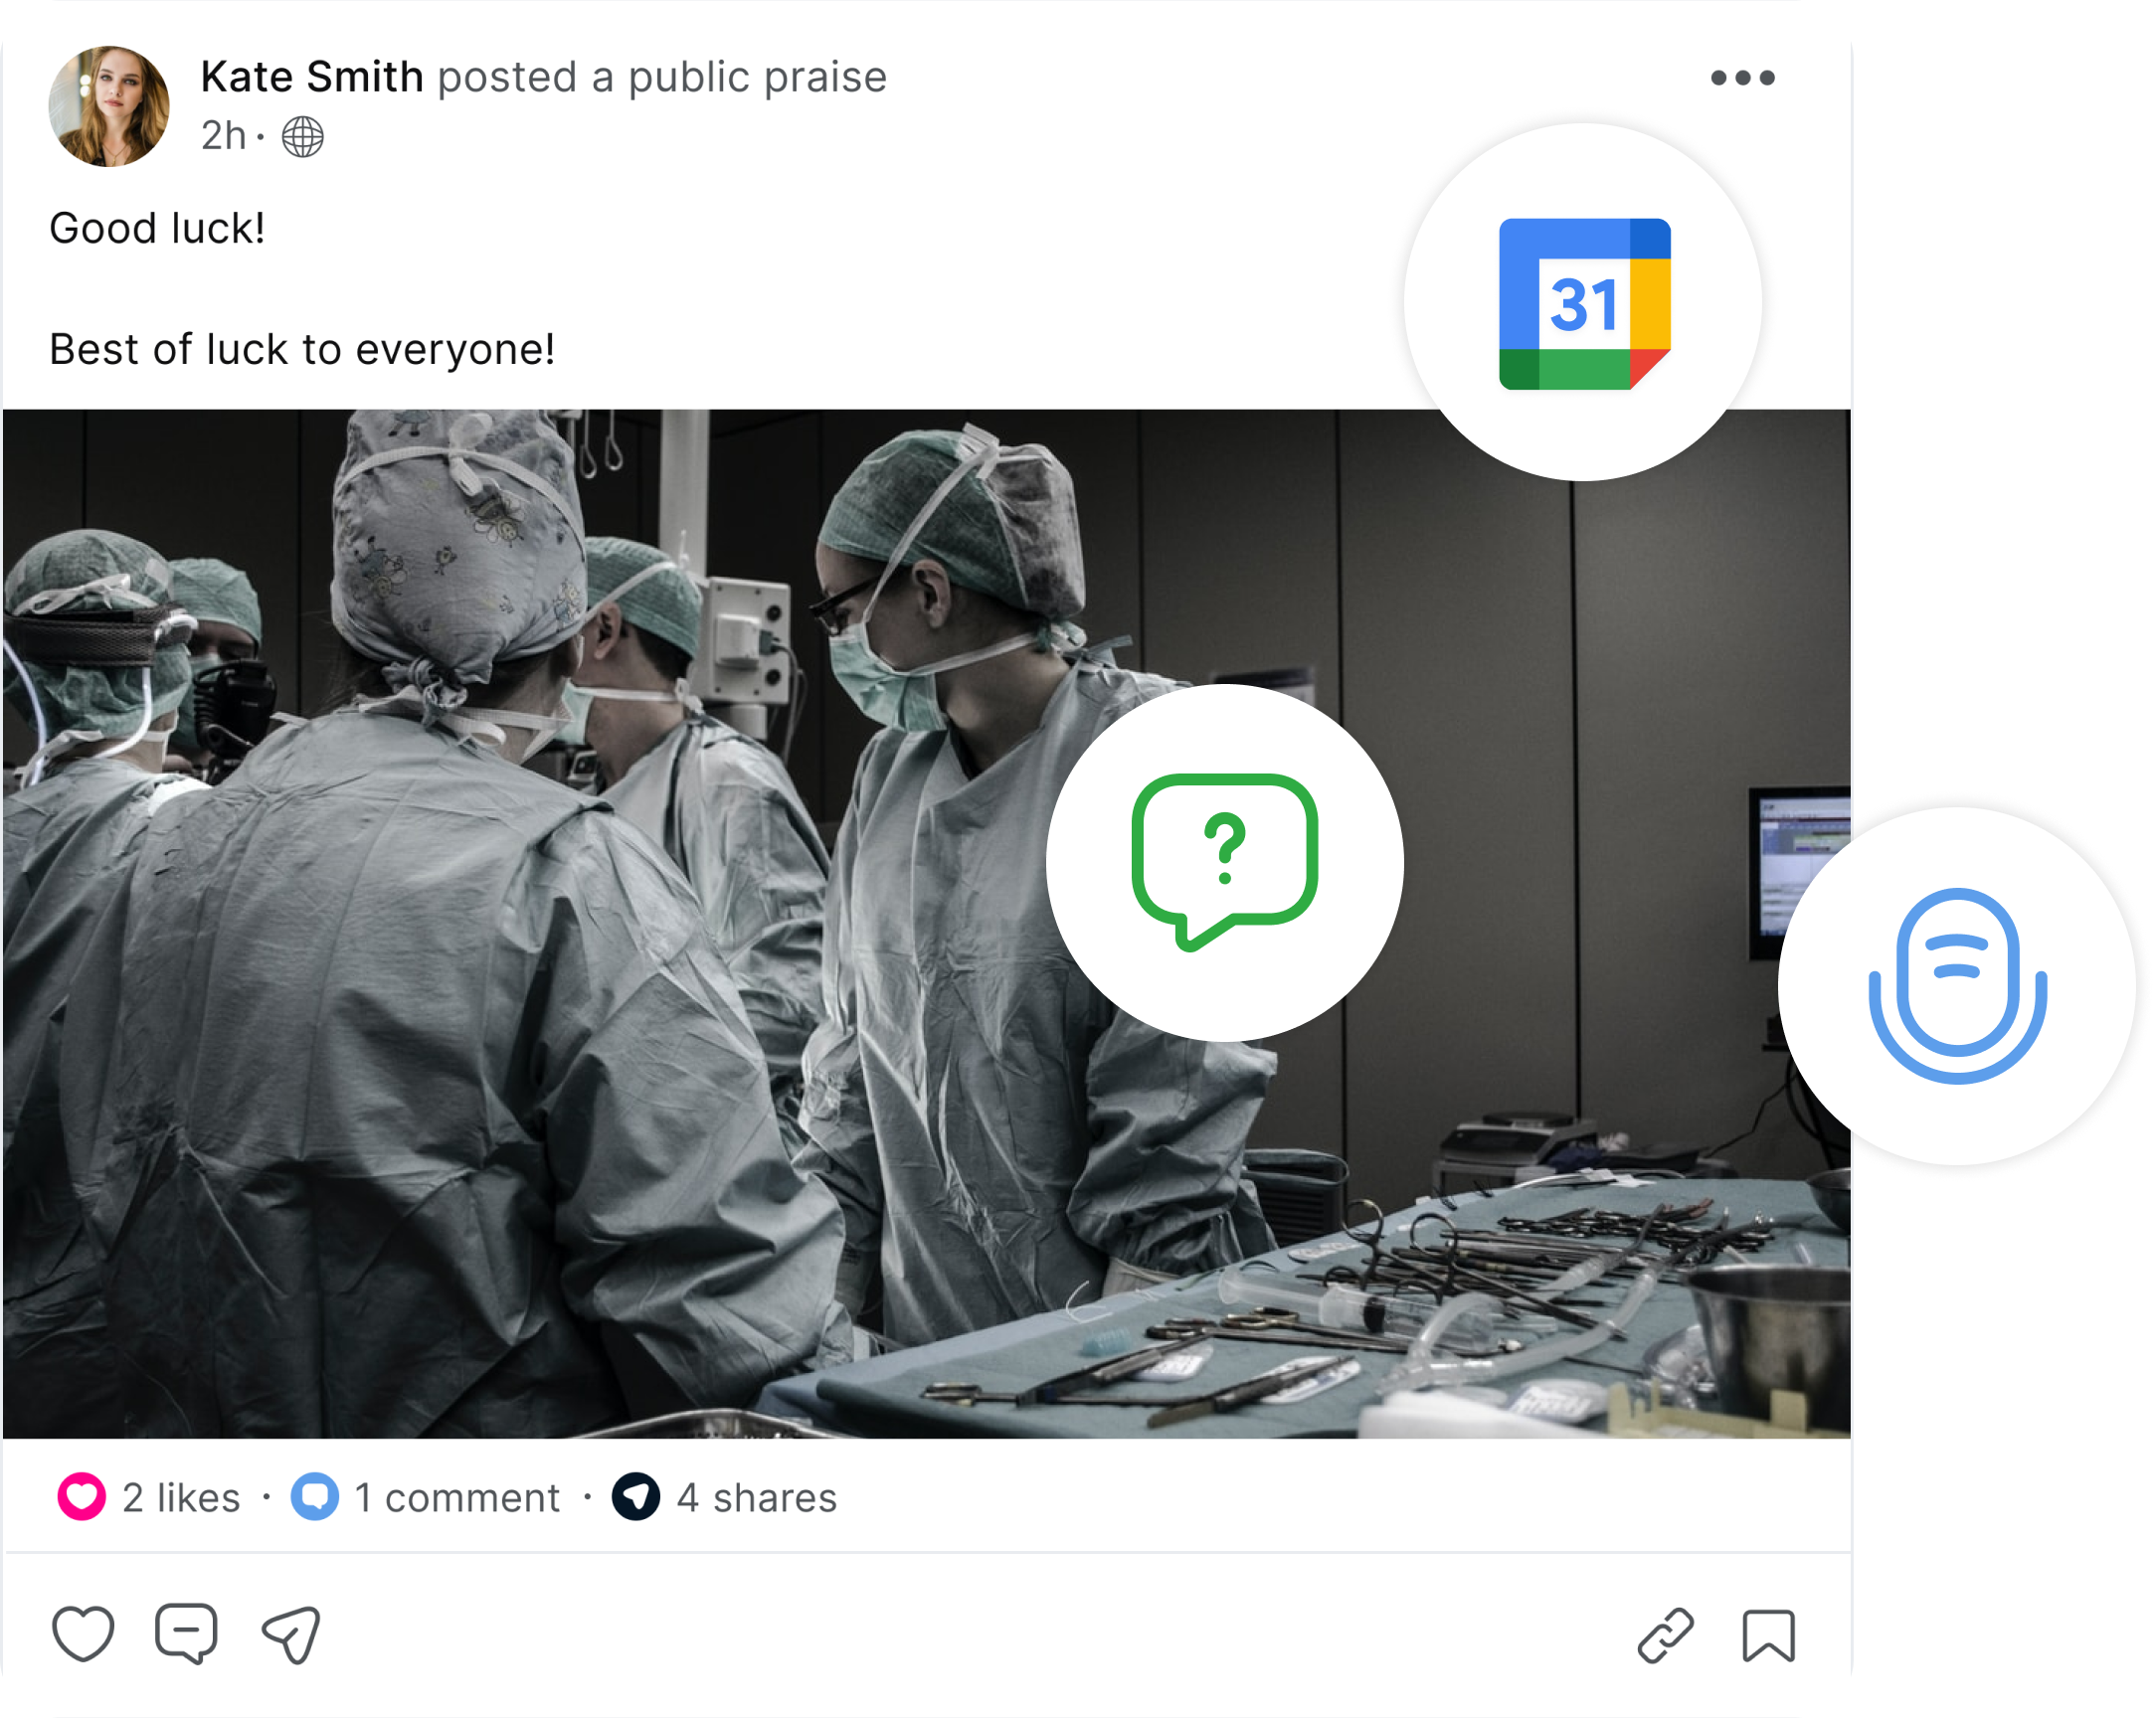 Kate Smith posted a public praise
2h ·
Good luck!
Best of luck to everyone!
31
?
2 likes · 1 comment · 4 shares